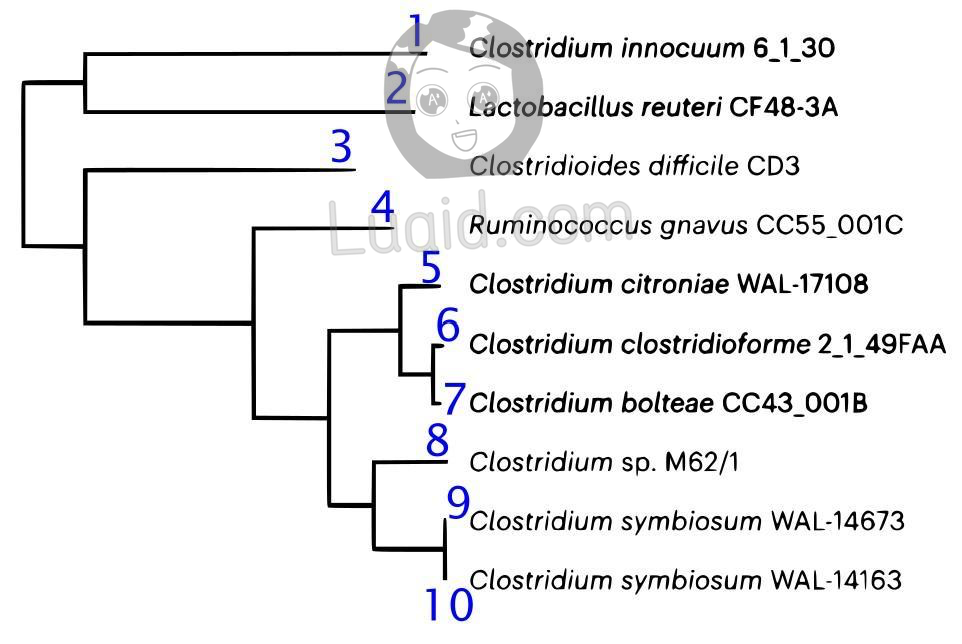 1 Clostridium innocuum 6_1_30
2 Lactobacillus reuteri CF48-3A
3 Clostridioides difficile CD3
4 Ruminococcus gnavus CC55_001C
Luqid.com
5 Clostridium citroniae WAL-17108
6 Clostridium clostridioforme 2_1_49FAA
7 Clostridium bolteae CC43_001B
8 Clostridium sp. M62/1
9 Clostridium symbiosum WAL-14673
10 Clostridium symbiosum WAL-14163